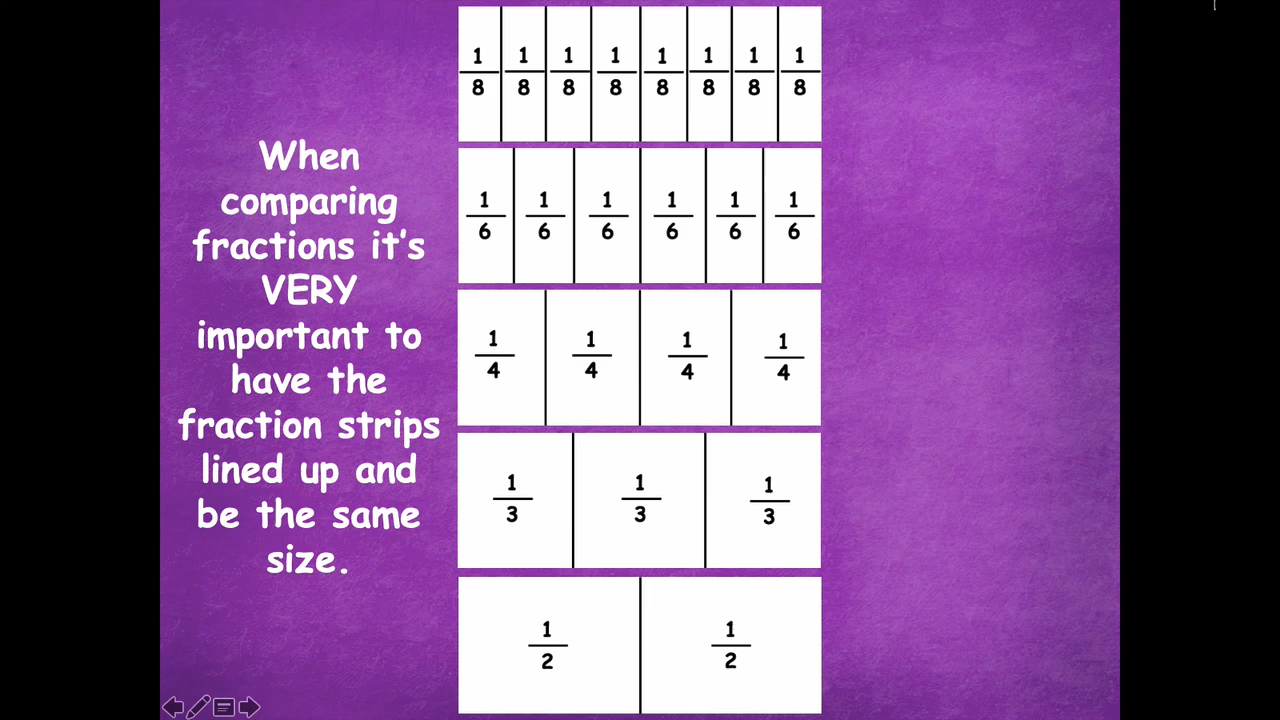 When
comparing
fractions it's
VERY
important to
have the
fraction strips
lined up and
be the same
size.
1 1 1 1 1 1 1 1
8 8 8 8 8 8 8 8
1 1 1 1 1 1
6 6 6 6 6 6
1 1 1 1
4 4 4 4
1 1 1
3 3 3
1 1
2 2